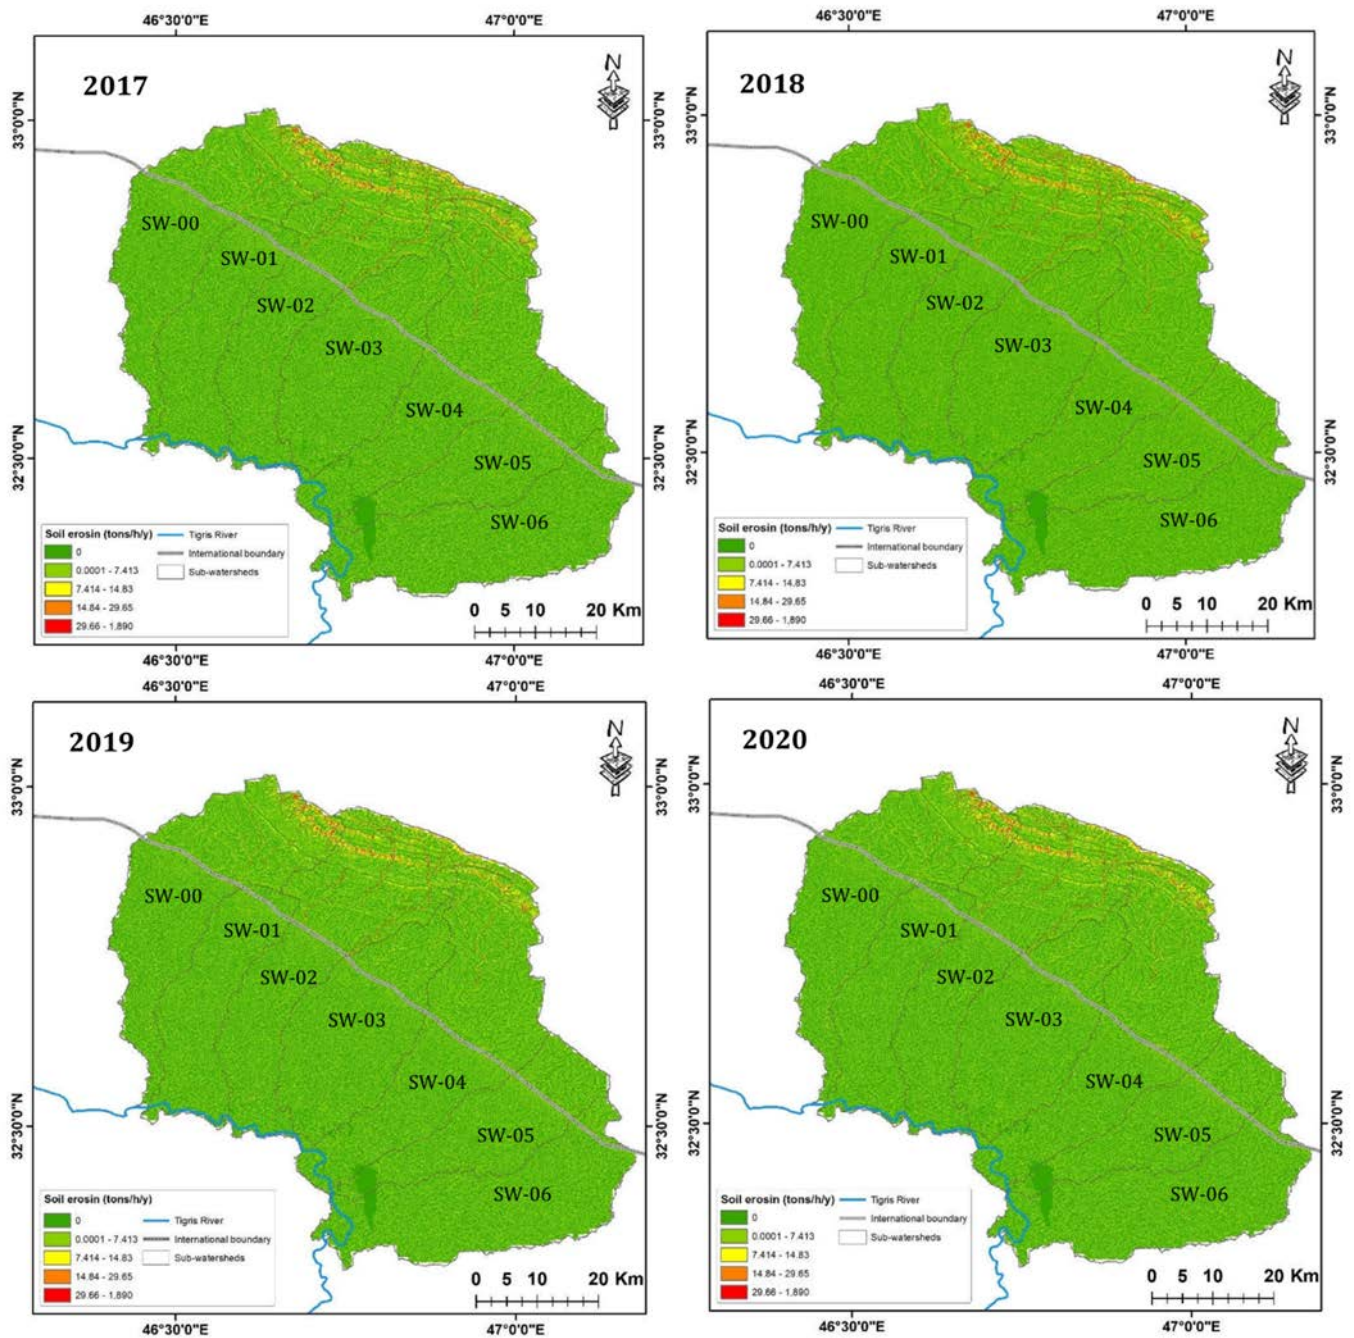 46°30'0"E 47°0'0"E
2017
N
33°0'0"N
33°0'0"N
SW-00
SW-01
SW-02
SW-03
SW-04
SW-05
SW-06
32°30'0"N
32°30'0"N
Soil erosin (tons/h/y)
0
0.0001 - 7.413
7.414 - 14.83
14.84 - 29.65
29.66 - 1,890
Tigris River
International boundary
Sub-watersheds
0 5 10 20 Km
46°30'0"E 47°0'0"E
46°30'0"E 47°0'0"E
2018
N
33°0'0"N
33°0'0"N
SW-00
SW-01
SW-02
SW-03
SW-04
SW-05
SW-06
32°30'0"N
32°30'0"N
Soil erosin (tons/h/y)
0
0.0001 - 7.413
7.414 - 14.83
14.84 - 29.65
29.66 - 1,890
Tigris River
International boundary
Sub-watersheds
0 5 10 20 Km
46°30'0"E 47°0'0"E
46°30'0"E 47°0'0"E
2019
N
33°0'0"N
33°0'0"N
SW-00
SW-01
SW-02
SW-03
SW-04
SW-05
SW-06
32°30'0"N
32°30'0"N
Soil erosin (tons/h/y)
0
0.0001 - 7.413
7.414 - 14.83
14.84 - 29.65
29.66 - 1,890
Tigris River
International boundary
Sub-watersheds
0 5 10 20 Km
46°30'0"E 47°0'0"E
46°30'0"E 47°0'0"E
2020
N
33°0'0"N
33°0'0"N
SW-00
SW-01
SW-02
SW-03
SW-04
SW-05
SW-06
32°30'0"N
32°30'0"N
Soil erosin (tons/h/y)
0
0.0001 - 7.413
7.414 - 14.83
14.84 - 29.65
29.66 - 1,890
Tigris River
International boundary
Sub-watersheds
0 5 10 20 Km
46°30'0"E 47°0'0"E